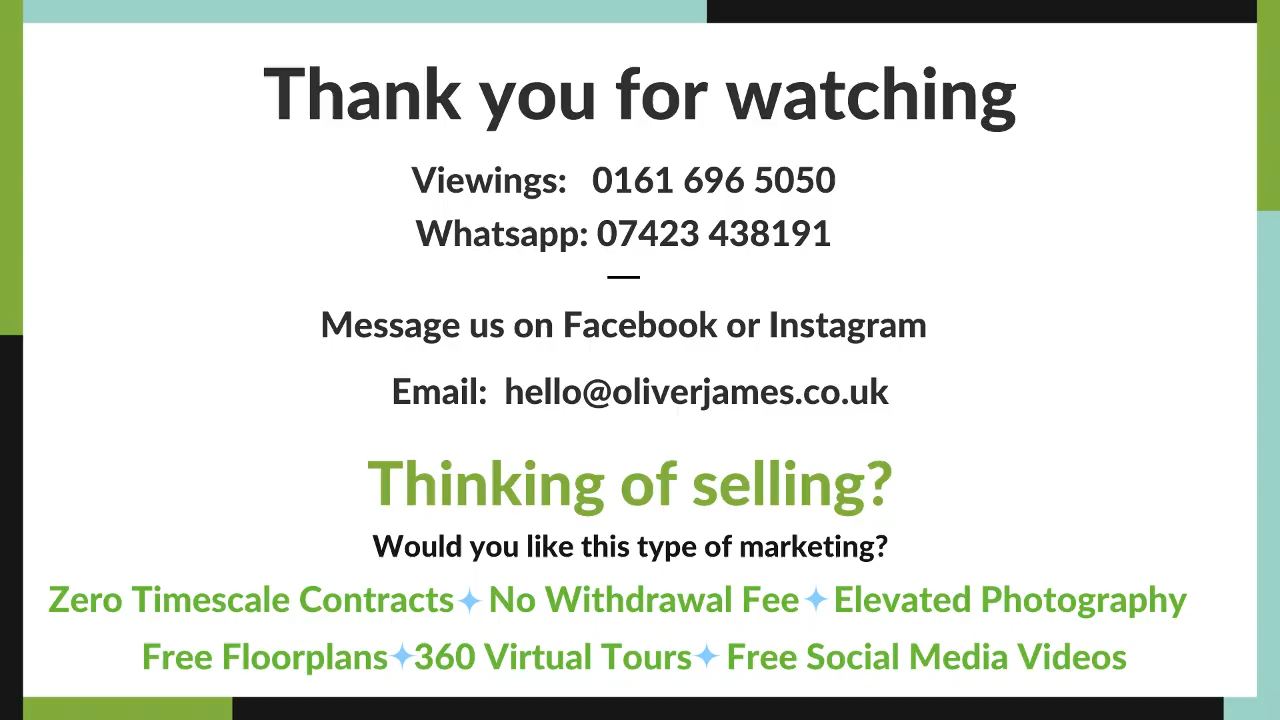 Thank you for watching
Viewings: 0161 696 5050
Whatsapp: 07423 438191
—
Message us on Facebook or Instagram
Email: hello@oliverjames.co.uk
Thinking of selling?
Would you like this type of marketing?
Zero Timescale Contracts✦ No Withdrawal Fee✦Elevated Photography
Free Floorplans✦360 Virtual Tours✦ Free Social Media Videos